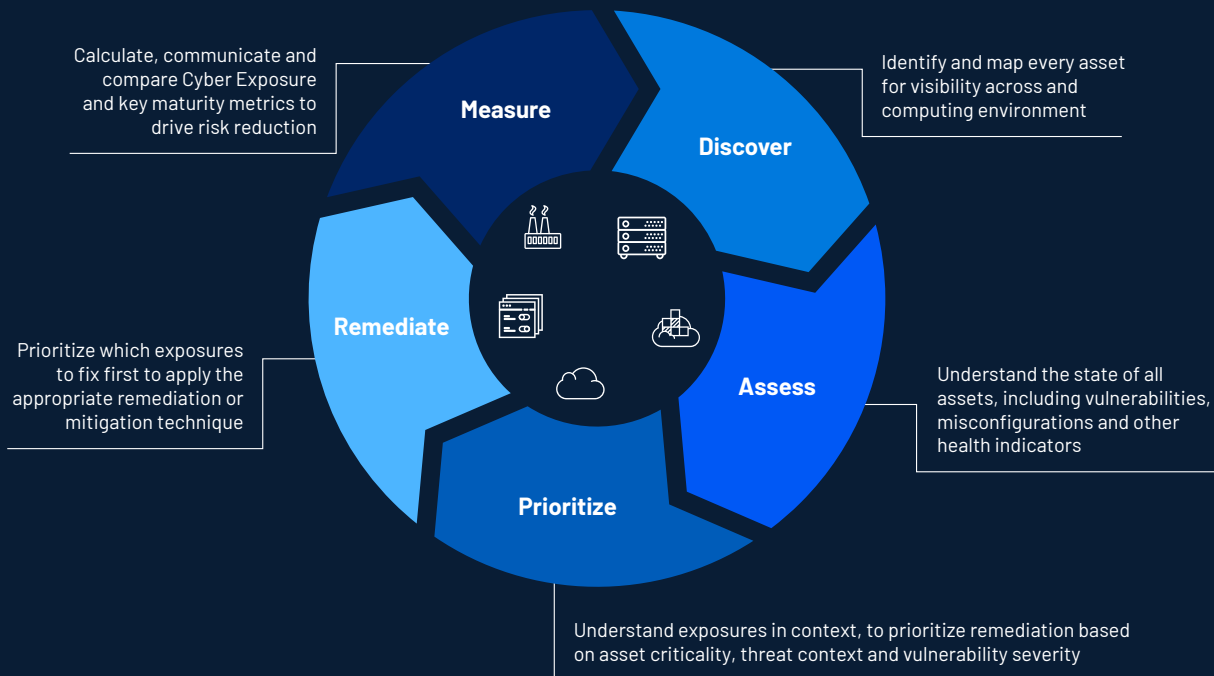 Calculate, communicate and
compare Cyber Exposure
and key maturity metrics to
drive risk reduction
Measure
Identify and map every asset
for visibility across and
computing environment
Discover
Remediate
Prioritize which exposures
to fix first to apply the
appropriate remediation or
mitigation technique
Assess
Understand the state of all
assets, including vulnerabilities,
misconfigurations and other
health indicators
Prioritize
Understand exposures in context, to prioritize remediation based
on asset criticality, threat context and vulnerability severity